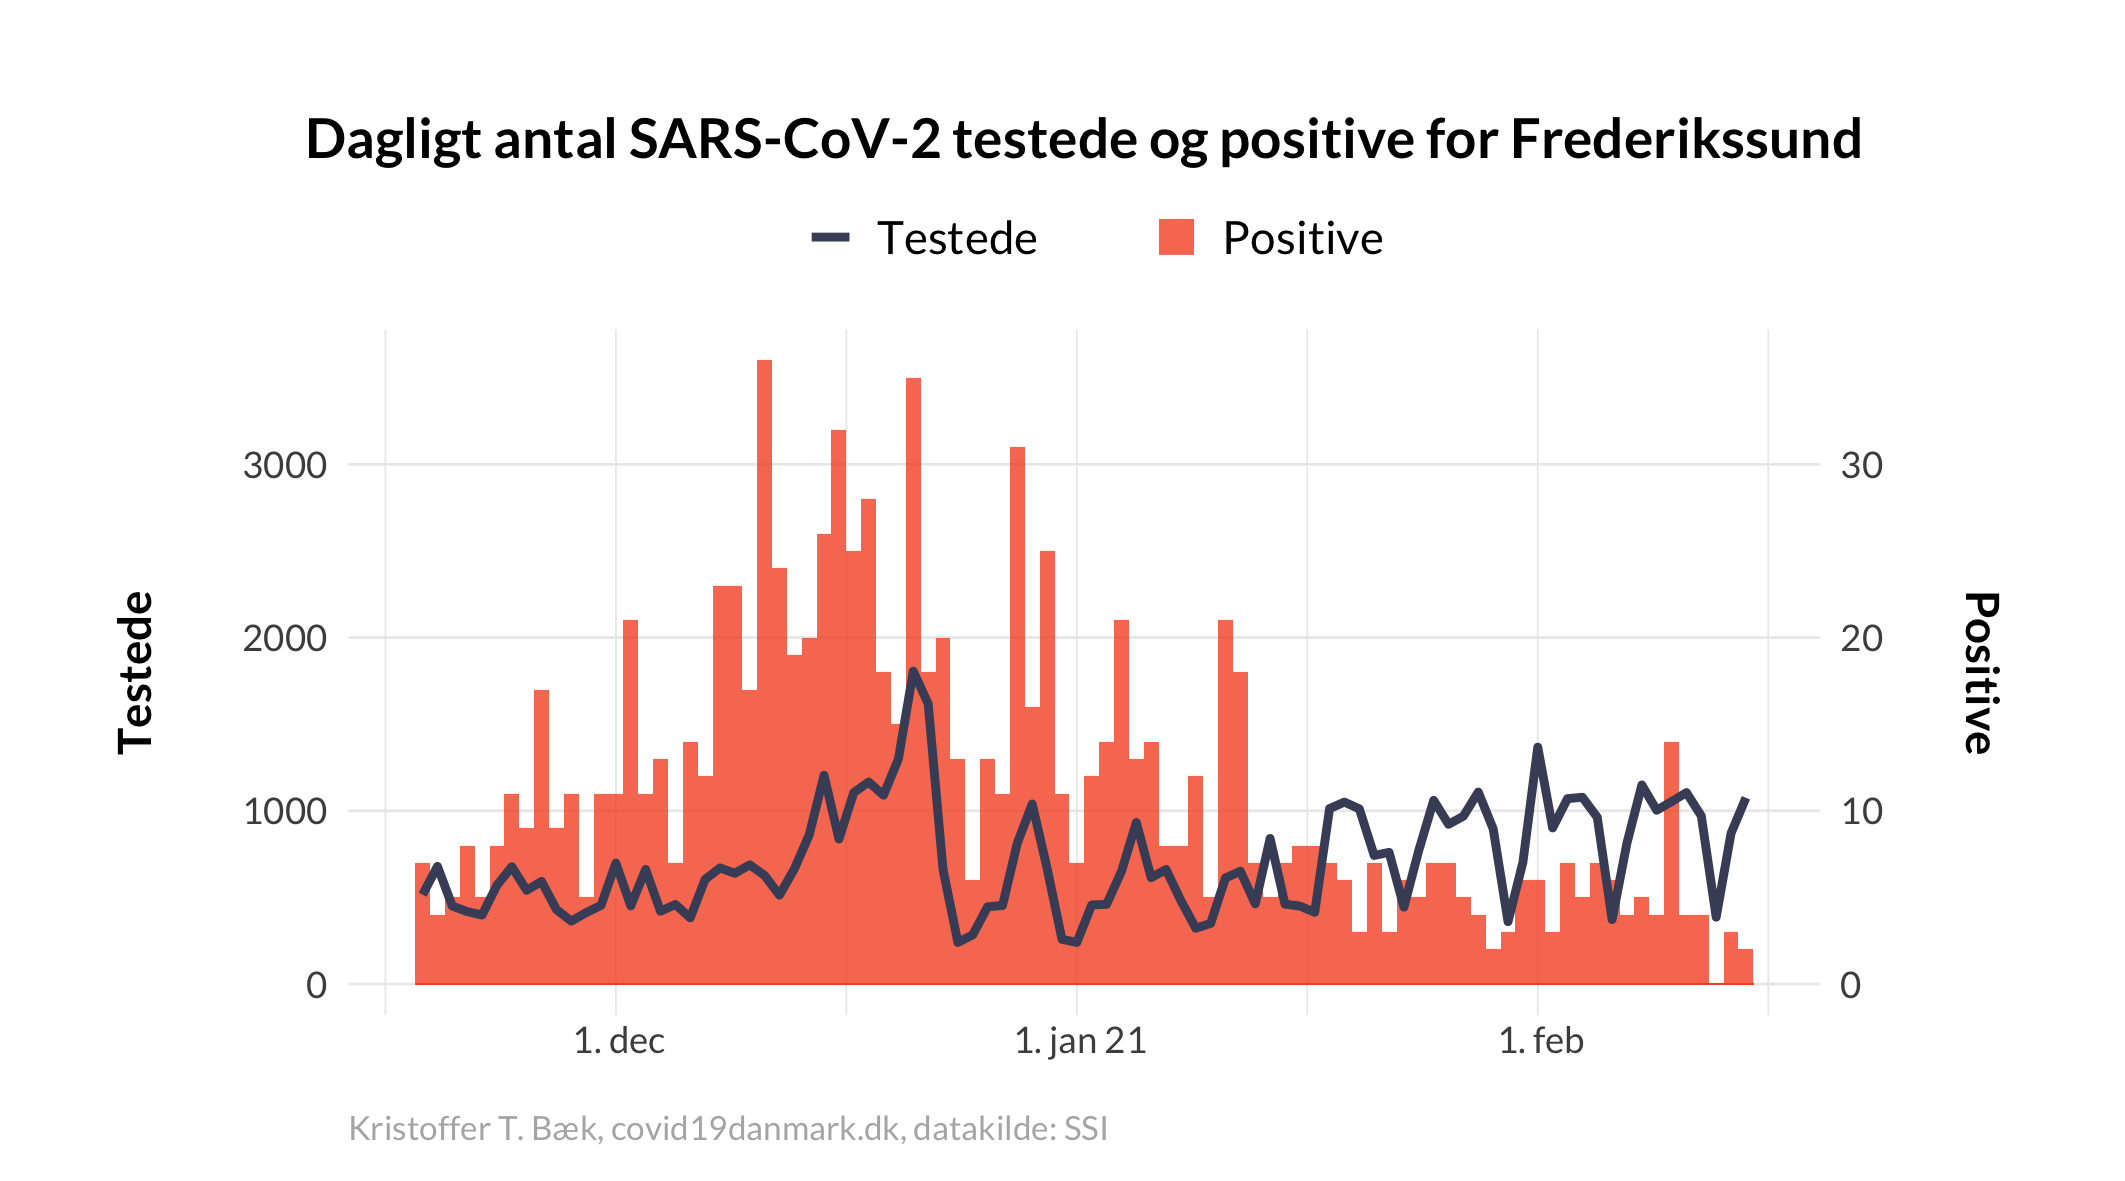 Dagligt antal SARS-CoV-2 testede og positive for Frederikssund
Testede
Positive
Testede
3000
2000
1000
0
30
20
10
0
Positive
1. dec
1. jan 21
1. feb
Kristoffer T. Bæk, covid19danmark.dk, datakilde: SSI